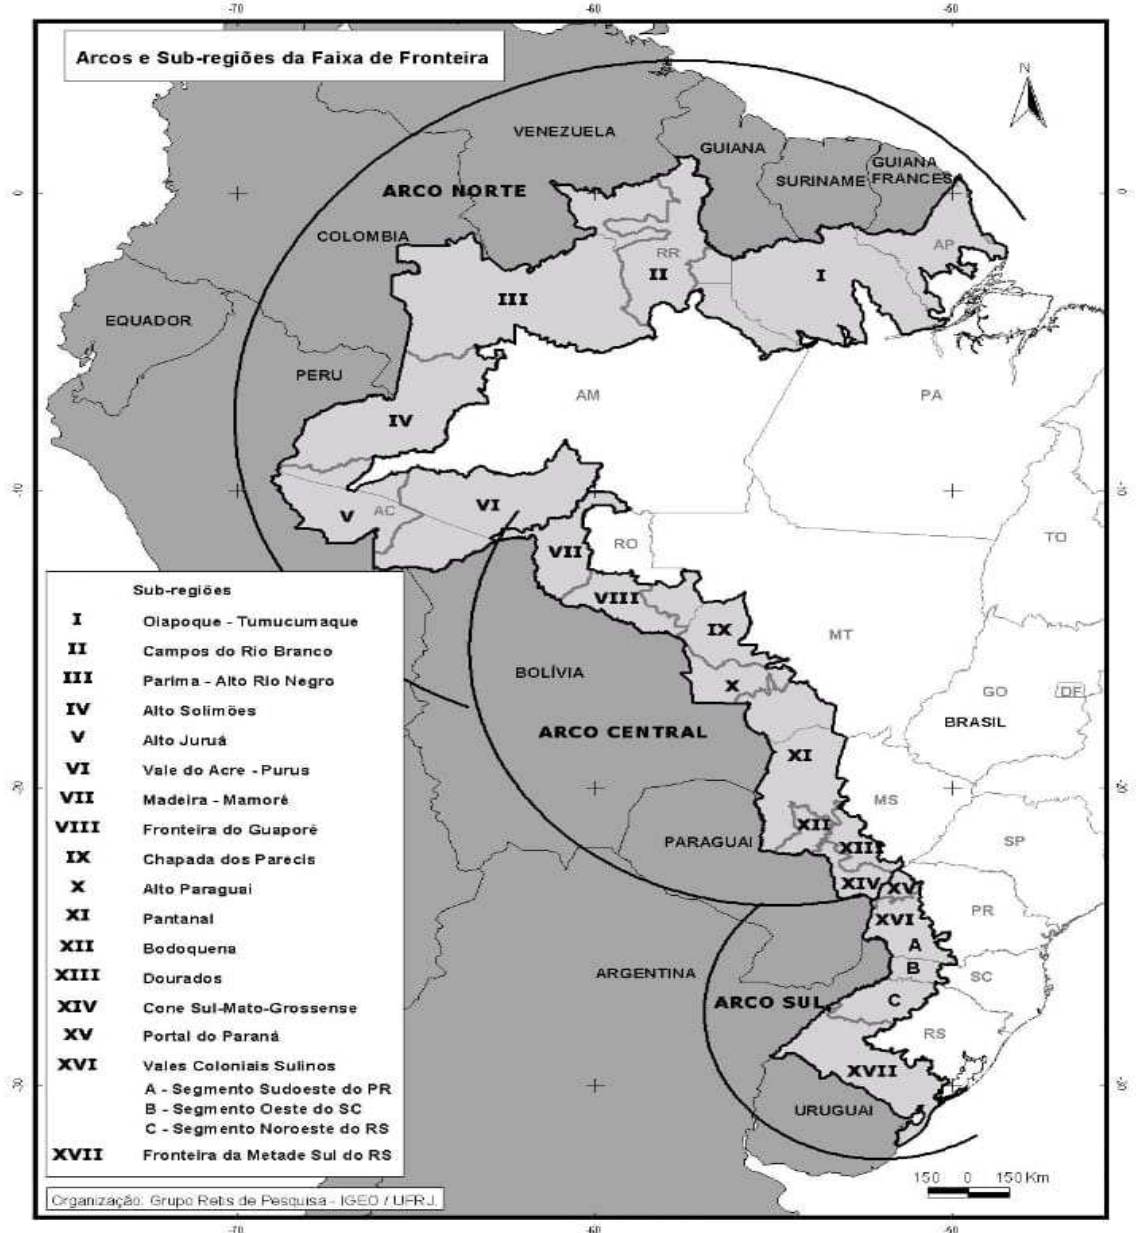 -70 -60 -50
Arcos e Sub-regiões da Faixa de Fronteira
N
VENEZUELA
GUIANA
GUIANA
FRANCES
SURINAME
ARCO NORTE
COLOMBIA
AP
RR
I
II
III
EQUADOR
PERU
AM
PA
IV
VI
V
AC
TO
RO
VII
VIII
IX
MT
BOLÍVIA
X
GO
DF
BRASIL
ARCO CENTRAL
XI
MS
XII
PARAGUAI
XIII
SP
XIV
XV
PR
XVI
A
B
SC
ARGENTINA
C
ARCO SUL
RS
XVII
URUGUAI
Sub-regiões
I Oiapoque - Tumucumaque
II Campos do Rio Branco
III Parima - Alto Rio Negro
IV Alto Solimões
V Alto Juruá
VI Vale do Acre - Purus
VII Madeira - Mamoré
VIII Fronteira do Guaporé
IX Chapada dos Parecis
X Alto Paraguai
XI Pantanal
XII Bodoquena
XIII Dourados
XIV Cone Sul-Mato-Grossense
XV Portal do Paraná
XVI Vales Coloniais Sulinos
A - Segmento Sudoeste do PR
B - Segmento Oeste do SC
C - Segmento Noroeste do RS
XVII Fronteira da Metade Sul do RS
150 0 150 Km
Organização: Grupo Retis de Pesquisa - IGEO / UFRJ.
-70 -60 -50